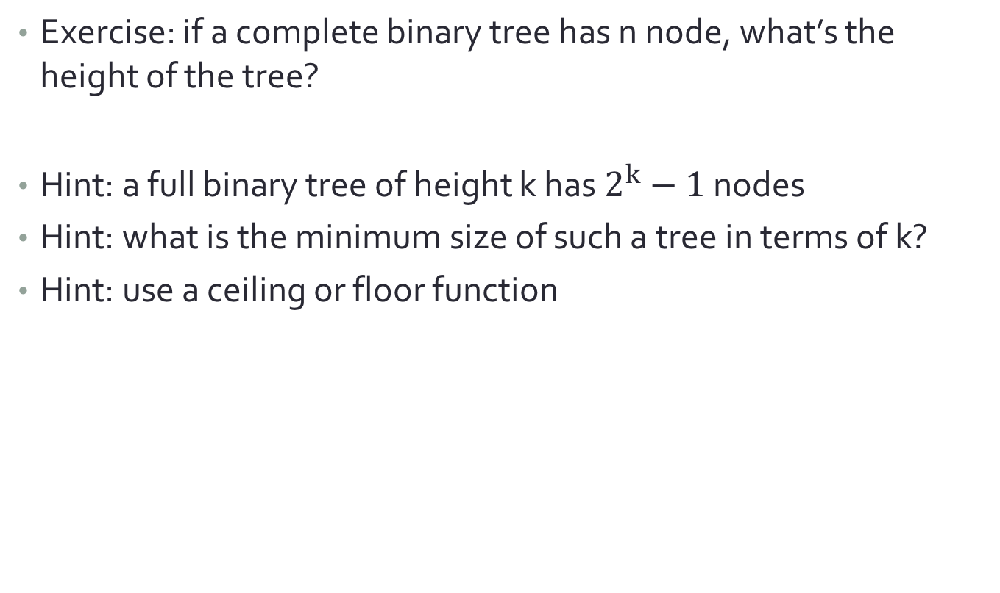 • Exercise: if a complete binary tree has n node, what’s the
height of the tree?
• Hint: a full binary tree of height k has 2^k − 1 nodes
• Hint: what is the minimum size of such a tree in terms of k?
• Hint: use a ceiling or floor function